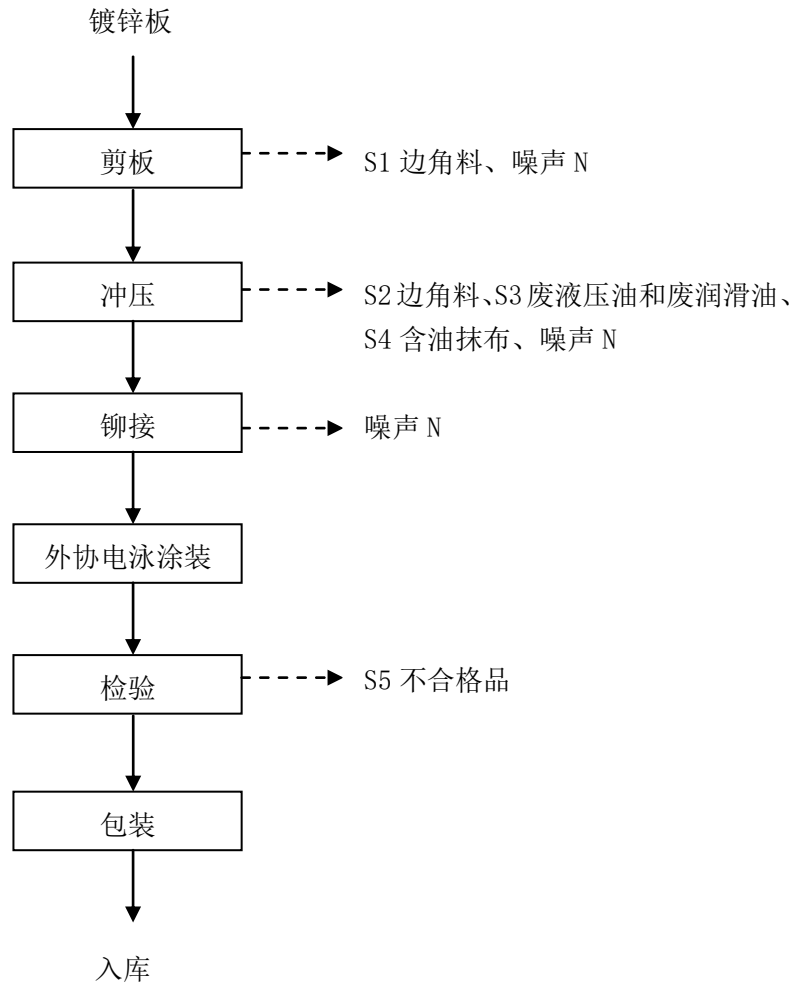 镀锌板
剪板
S1 边角料、噪声 N
冲压
S2 边角料、S3 废液压油和废润滑油、
S4 含油抹布、噪声 N
铆接
噪声 N
外协电泳涂装
检验
S5 不合格品
包装
入库